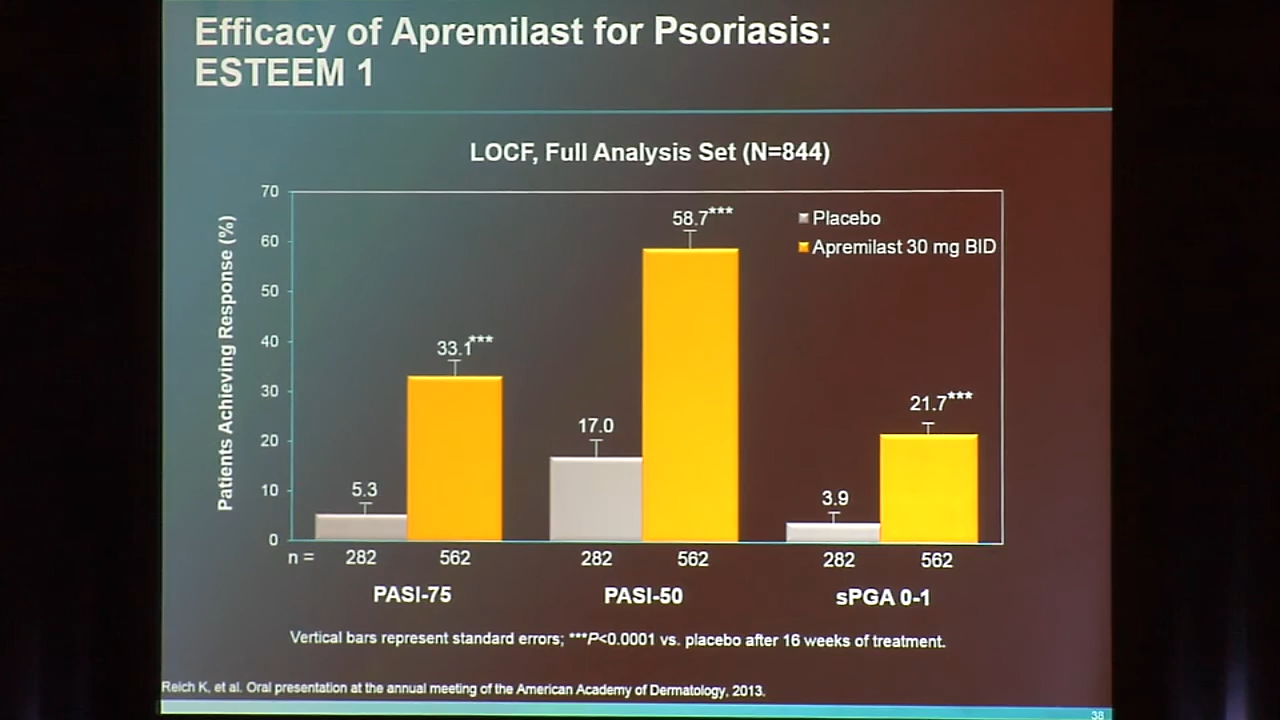 Efficacy of Apremilast for Psoriasis:
ESTEEM 1
LOCF, Full Analysis Set (N=844)
Patients Achieving Response (%)
70
60
50
40
30
20
10
0
Placebo
Apremilast 30 mg BID
5.3
33.1***
17.0
58.7***
3.9
21.7***
n = 282 562 282 562 282 562
PASI-75 PASI-50 sPGA 0-1
Vertical bars represent standard errors; ***P<0.0001 vs. placebo after 16 weeks of treatment.
Reich K, et al. Oral presentation at the annual meeting of the American Academy of Dermatology, 2013.
38